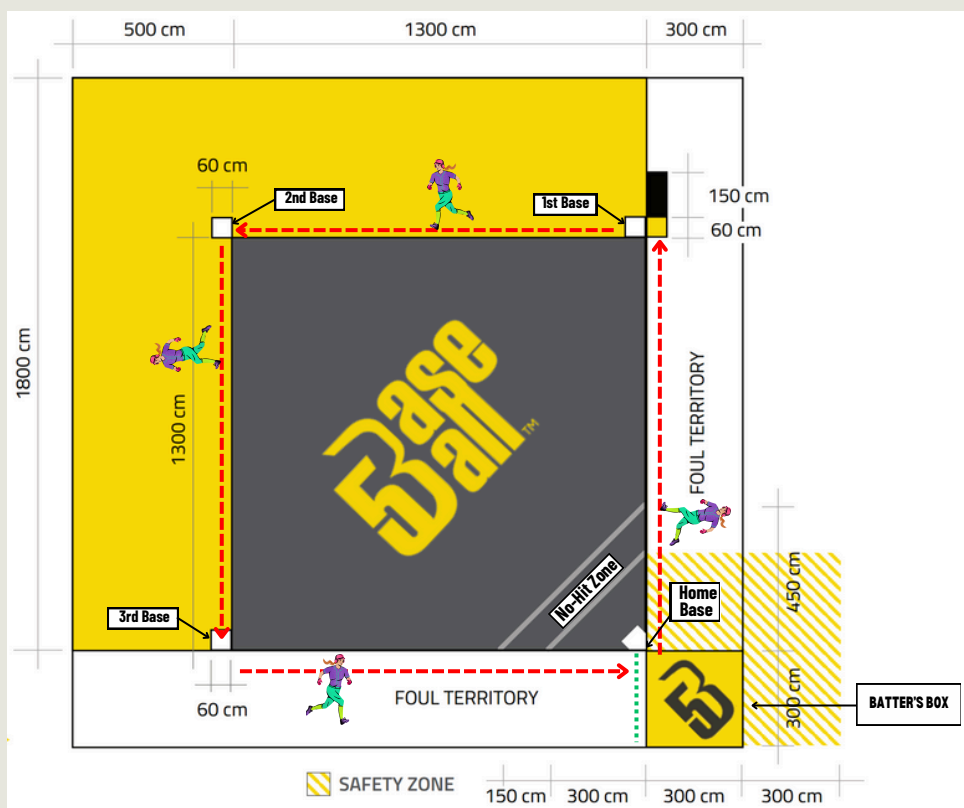 500 cm
1300 cm
300 cm
60 cm
2nd Base
1st Base
150 cm
60 cm
1800 cm
1300 cm
Base
5Ball™
FOUL TERRITORY
No-Hit Zone
450 cm
Home
Base
3rd Base
60 cm
FOUL TERRITORY
5B
300 cm
BATTER'S BOX
SAFETY ZONE
150 cm
300 cm
300 cm
300 cm